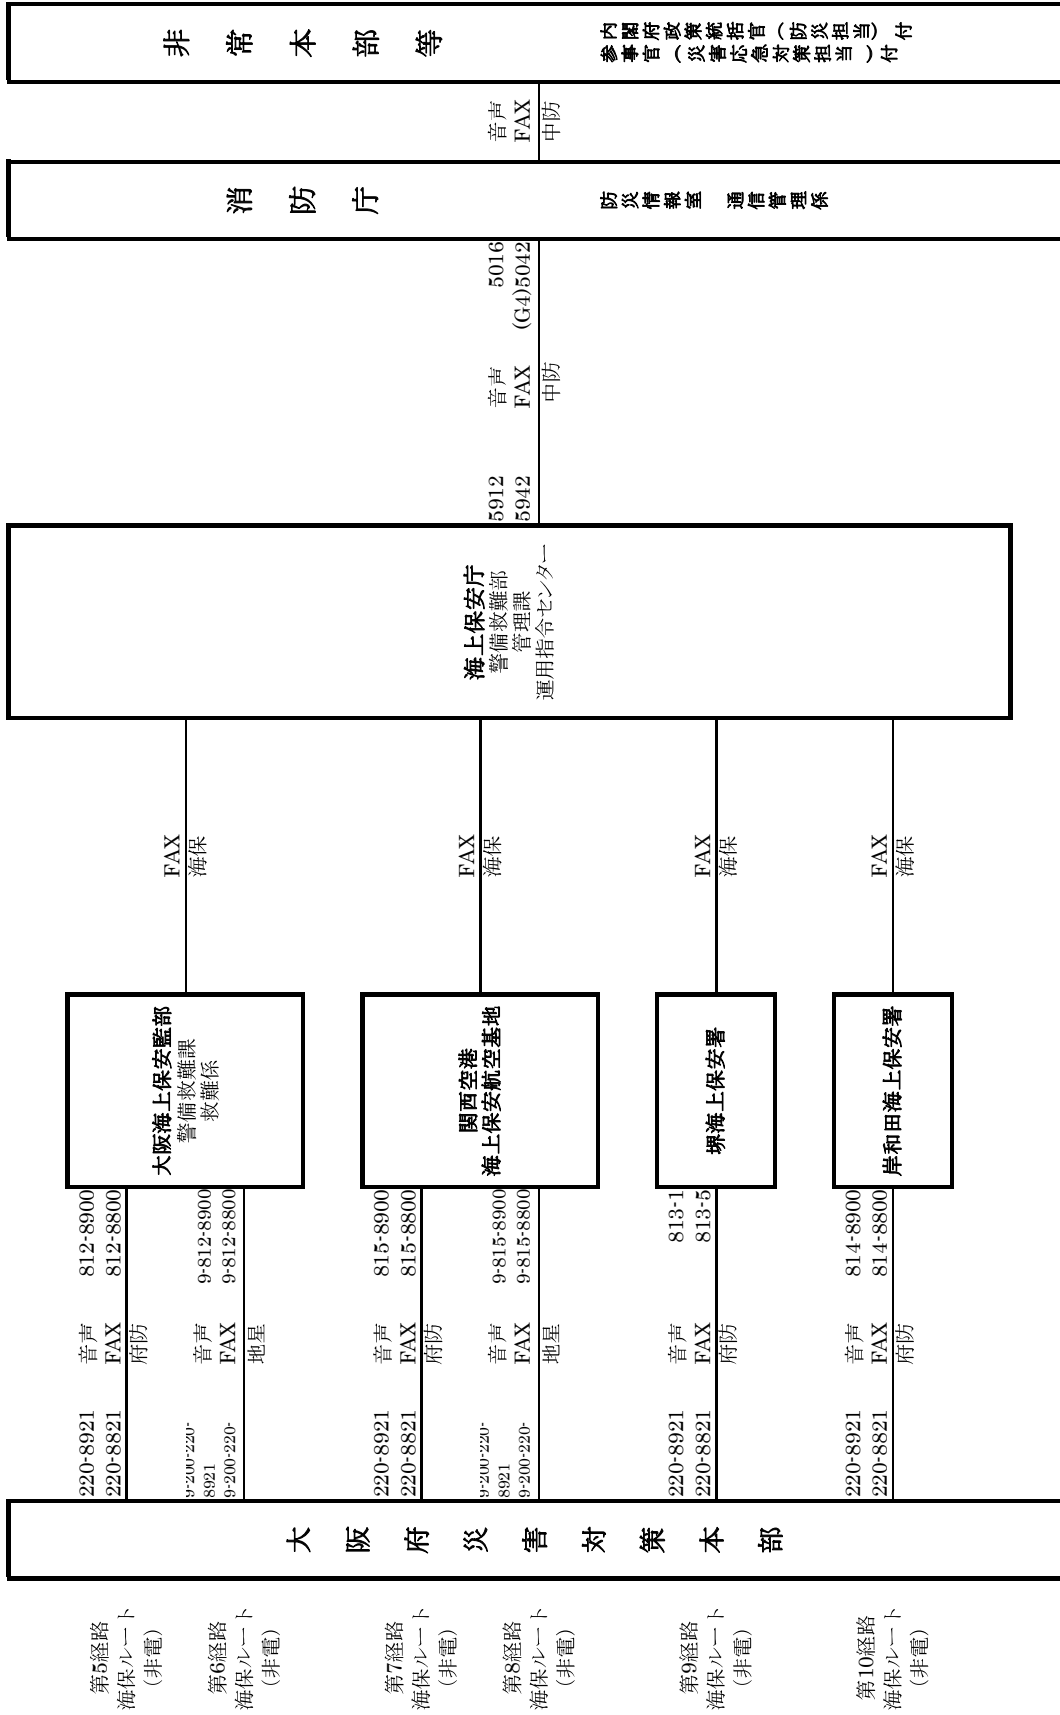 第5経路
海保ルート
(非電)
第6経路
海保ルート
(非電)
第7経路
海保ルート
(非電)
第8経路
海保ルート
(非電)
第9経路
海保ルート
(非電)
第10経路
海保ルート
(非電)
大阪府災害対策本部
220-8921 音声 812-8900
220-8821 FAX 812-8800
府防
9-200-220-
8921 音声 9-812-8900
9-200-220- FAX 9-812-8800
地星
220-8921 音声 815-8900
220-8821 FAX 815-8800
府防
9-200-220-
8921 音声 9-815-8900
9-200-220- FAX 9-815-8800
地星
220-8921 音声 813-1
220-8821 FAX 813-5
府防
220-8921 音声 814-8900
220-8821 FAX 814-8800
府防
大阪海上保安監部
警備救難課
救難係
関西空港
海上保安航空基地
堺海上保安署
岸和田海上保安署
FAX
海保
FAX
海保
FAX
海保
FAX
海保
海上保安庁
警備救難部
管理課
運用指令センター
5912 音声 5016
5942 FAX (G4)5042
中防
消防庁
防災情報室 通信管理係
音声
FAX
中防
非常本部等
内閣府政策統括官(防災担当)付
参事官(災害応急対策担当)付